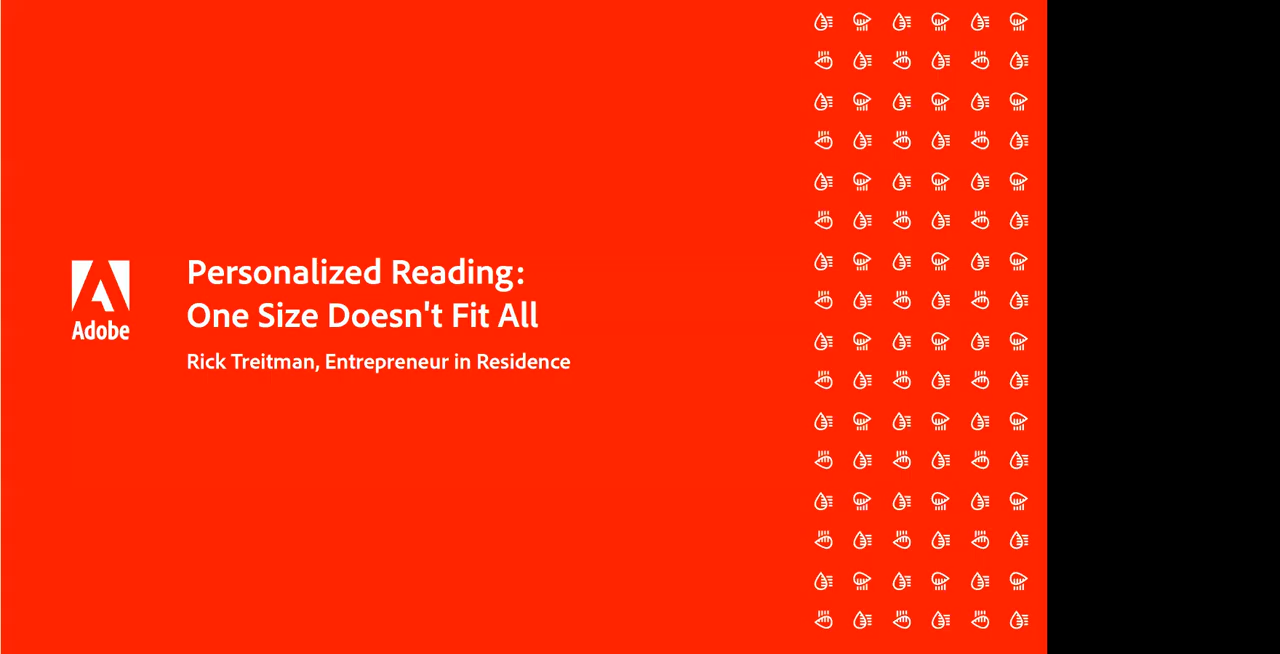 Adobe
Personalized Reading:
One Size Doesn't Fit All
Rick Treitman, Entrepreneur in Residence